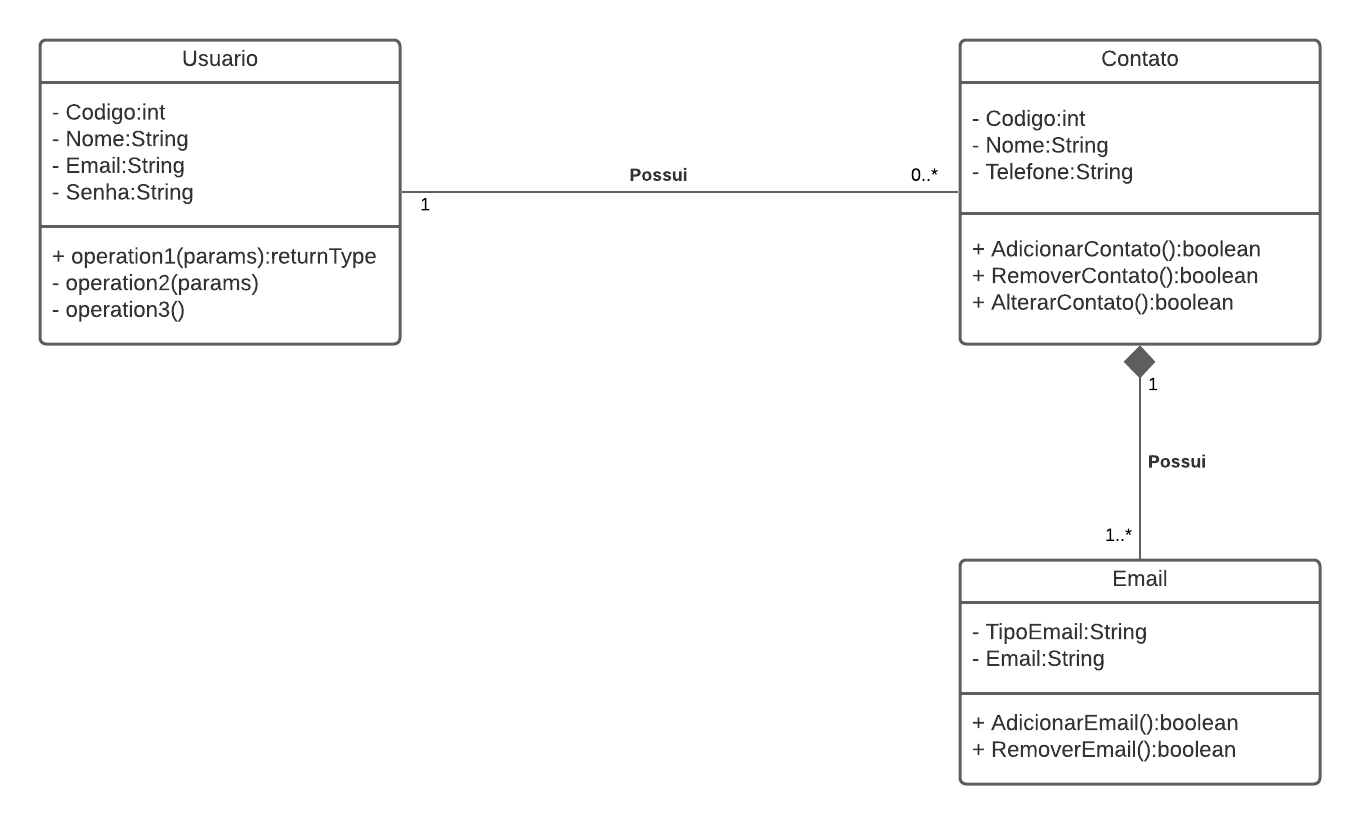 Usuario
- Codigo:int
- Nome:String
- Email:String
- Senha:String
+ operation1(params):returnType
- operation2(params)
- operation3()
Possui
1
0..*
Contato
- Codigo:int
- Nome:String
- Telefone:String
+ AdicionarContato():boolean
+ RemoverContato():boolean
+ AlterarContato():boolean
1
Possui
1..*
Email
- TipoEmail:String
- Email:String
+ AdicionarEmail():boolean
+ RemoverEmail():boolean